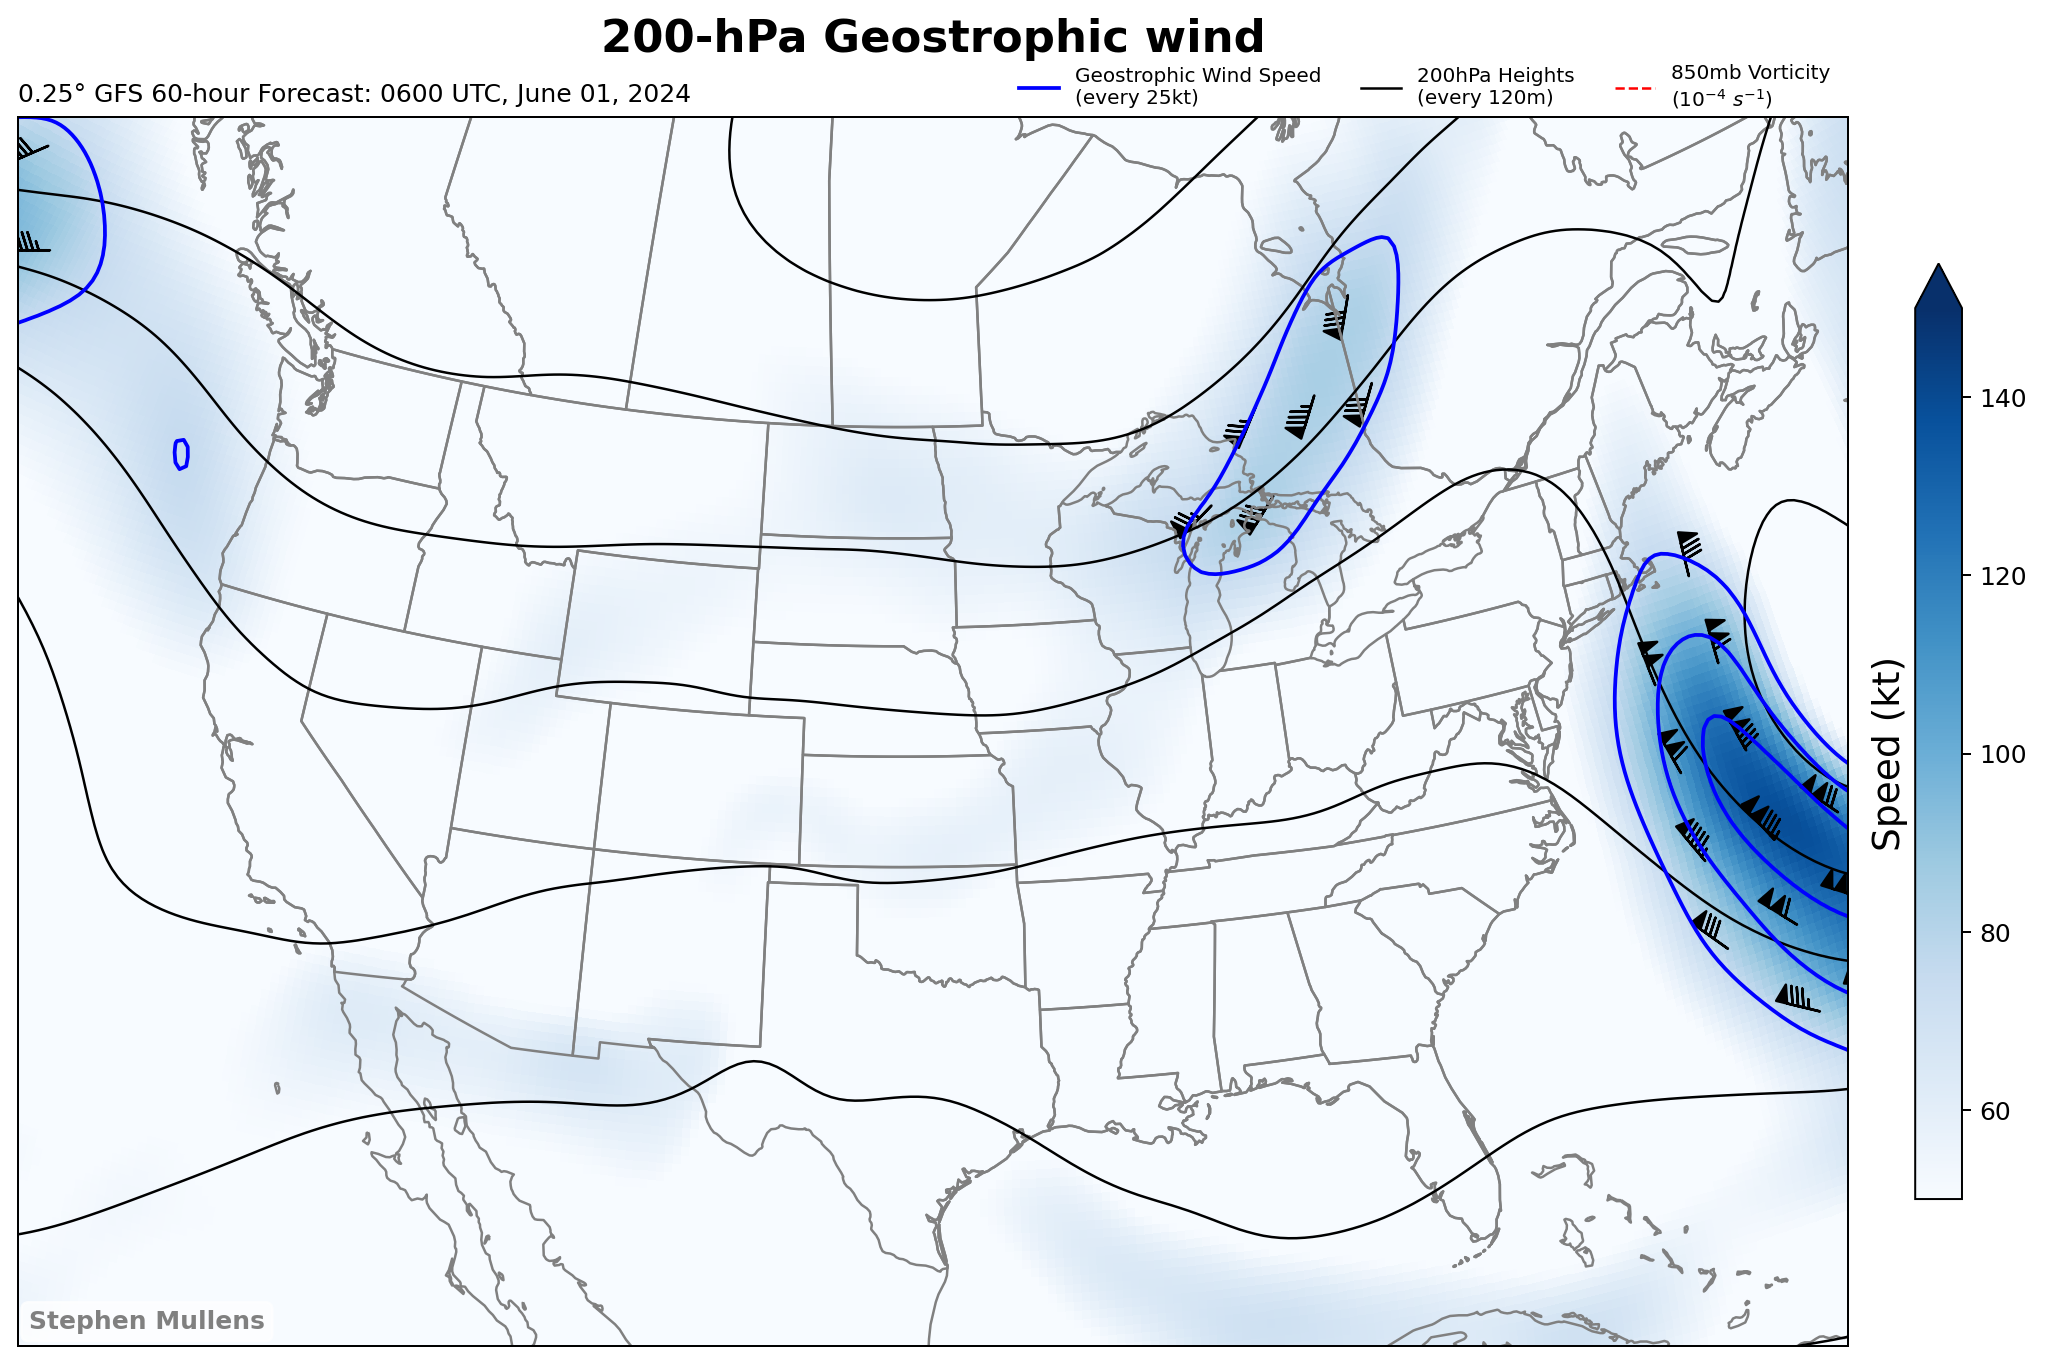 200-hPa Geostrophic wind
0.25° GFS 60-hour Forecast: 0600 UTC, June 01, 2024
Geostrophic Wind Speed
(every 25kt)
200hPa Heights
(every 120m)
850mb Vorticity
(10⁻⁴ s⁻¹)
140
120
100
80
60
Speed (kt)
Stephen Mullens